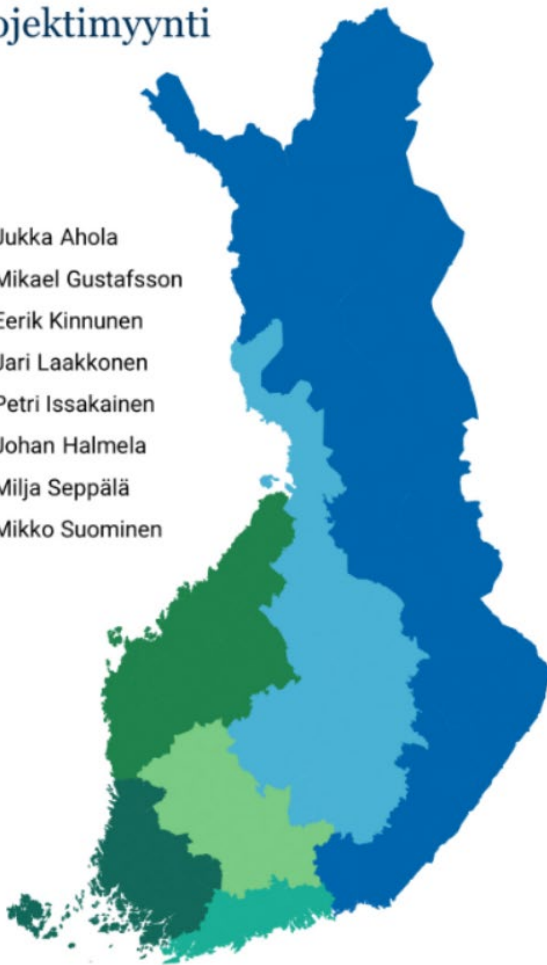 ojektimyynti
Jukka Ahola
Mikael Gustafsson
Eerik Kinnunen
Jari Laakkonen
Petri Issakainen
Johan Halmela
Milja Seppälä
Mikko Suominen